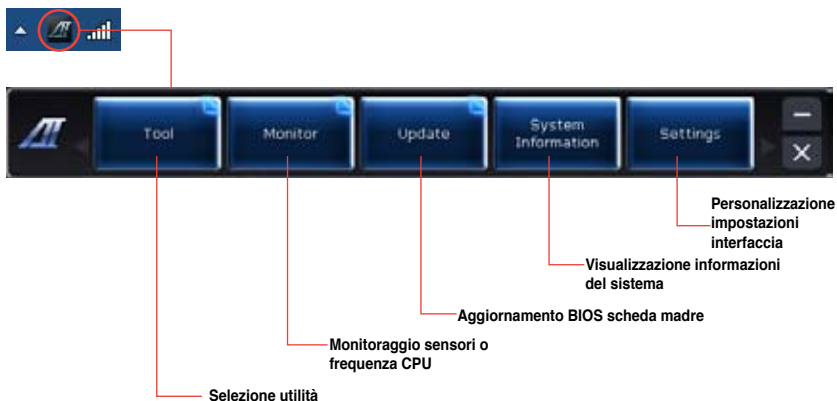 Tool
Monitor
Update
System
Information
Settings
Personalizzazione
impostazioni
interfaccia
Visualizzazione informazioni
del sistema
Aggiornamento BIOS scheda madre
Monitoraggio sensori o
frequenza CPU
Selezione utilità